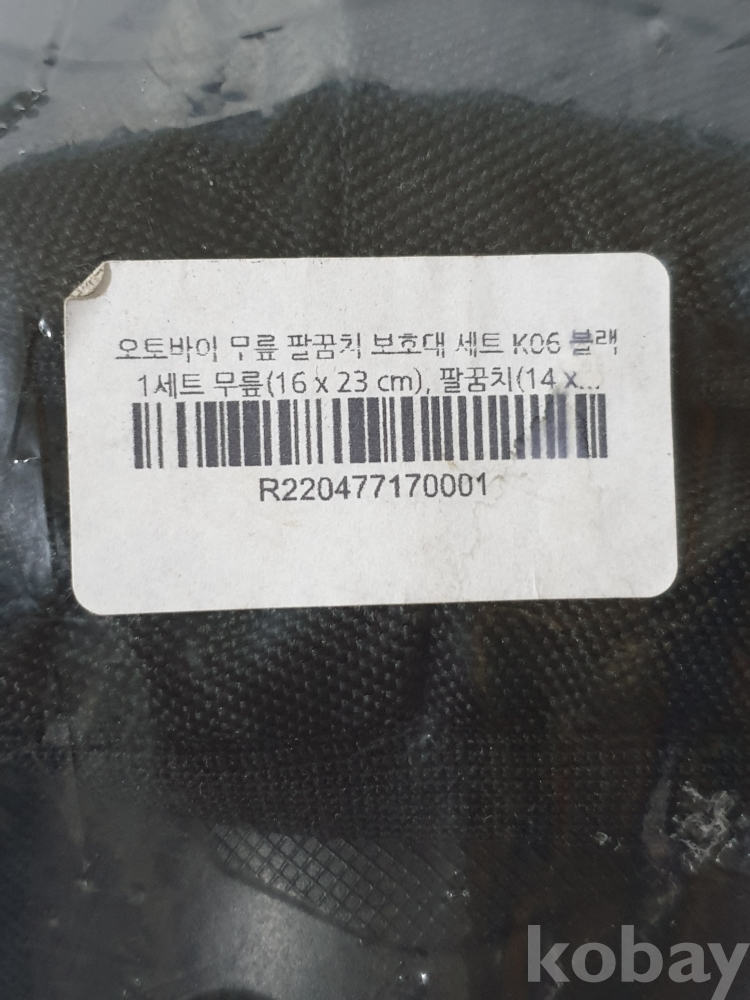 오토바이 무릎 팔꿈치 보호대 세트 K06 블랙
1세트 무릎(16 x 23 cm), 팔꿈치(14 x...
R220477170001
kobay